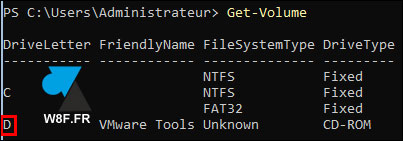 PS C:\Users\Administrateur> Get-Volume
DriveLetter FriendlyName FileSystemType DriveType
NTFS Fixed
C NTFS Fixed
FAT32 Fixed
D VMware Tools Unknown CD-ROM
W8F.FR